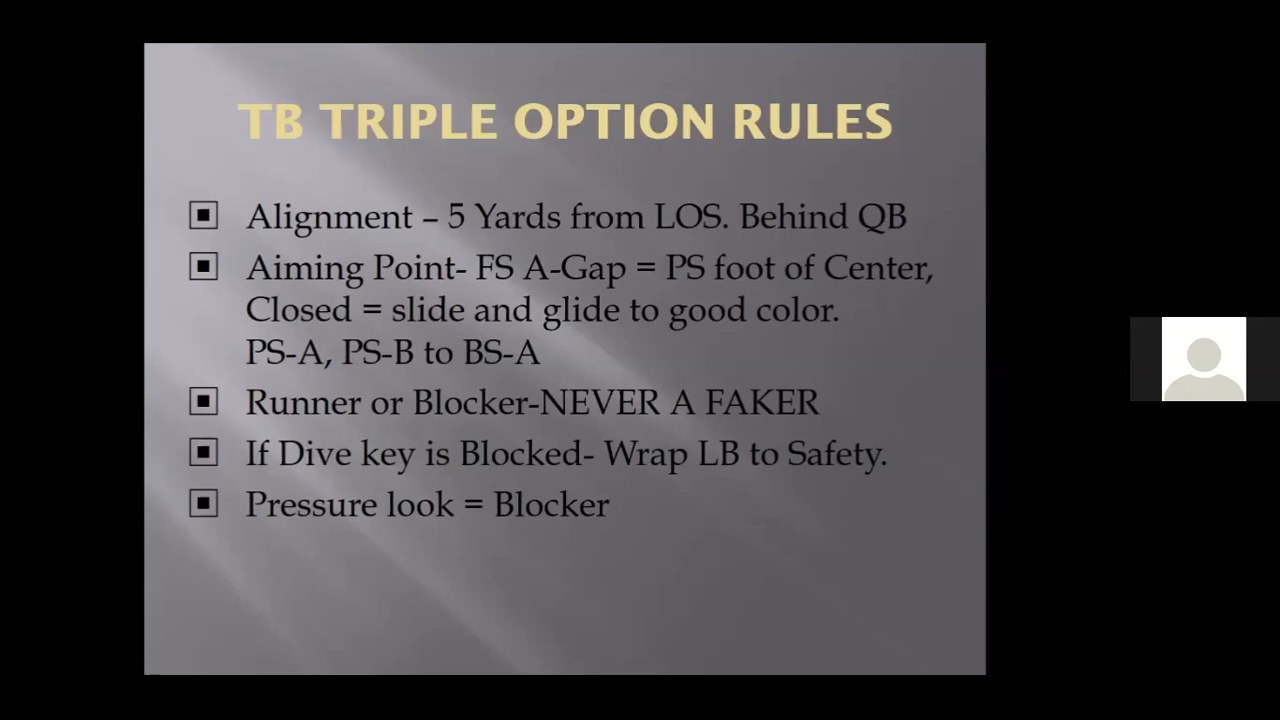 TB TRIPLE OPTION RULES
Alignment – 5 Yards from LOS. Behind QB
Aiming Point- FS A-Gap = PS foot of Center,
Closed = slide and glide to good color.
PS-A, PS-B to BS-A
Runner or Blocker-NEVER A FAKER
If Dive key is Blocked- Wrap LB to Safety.
Pressure look = Blocker